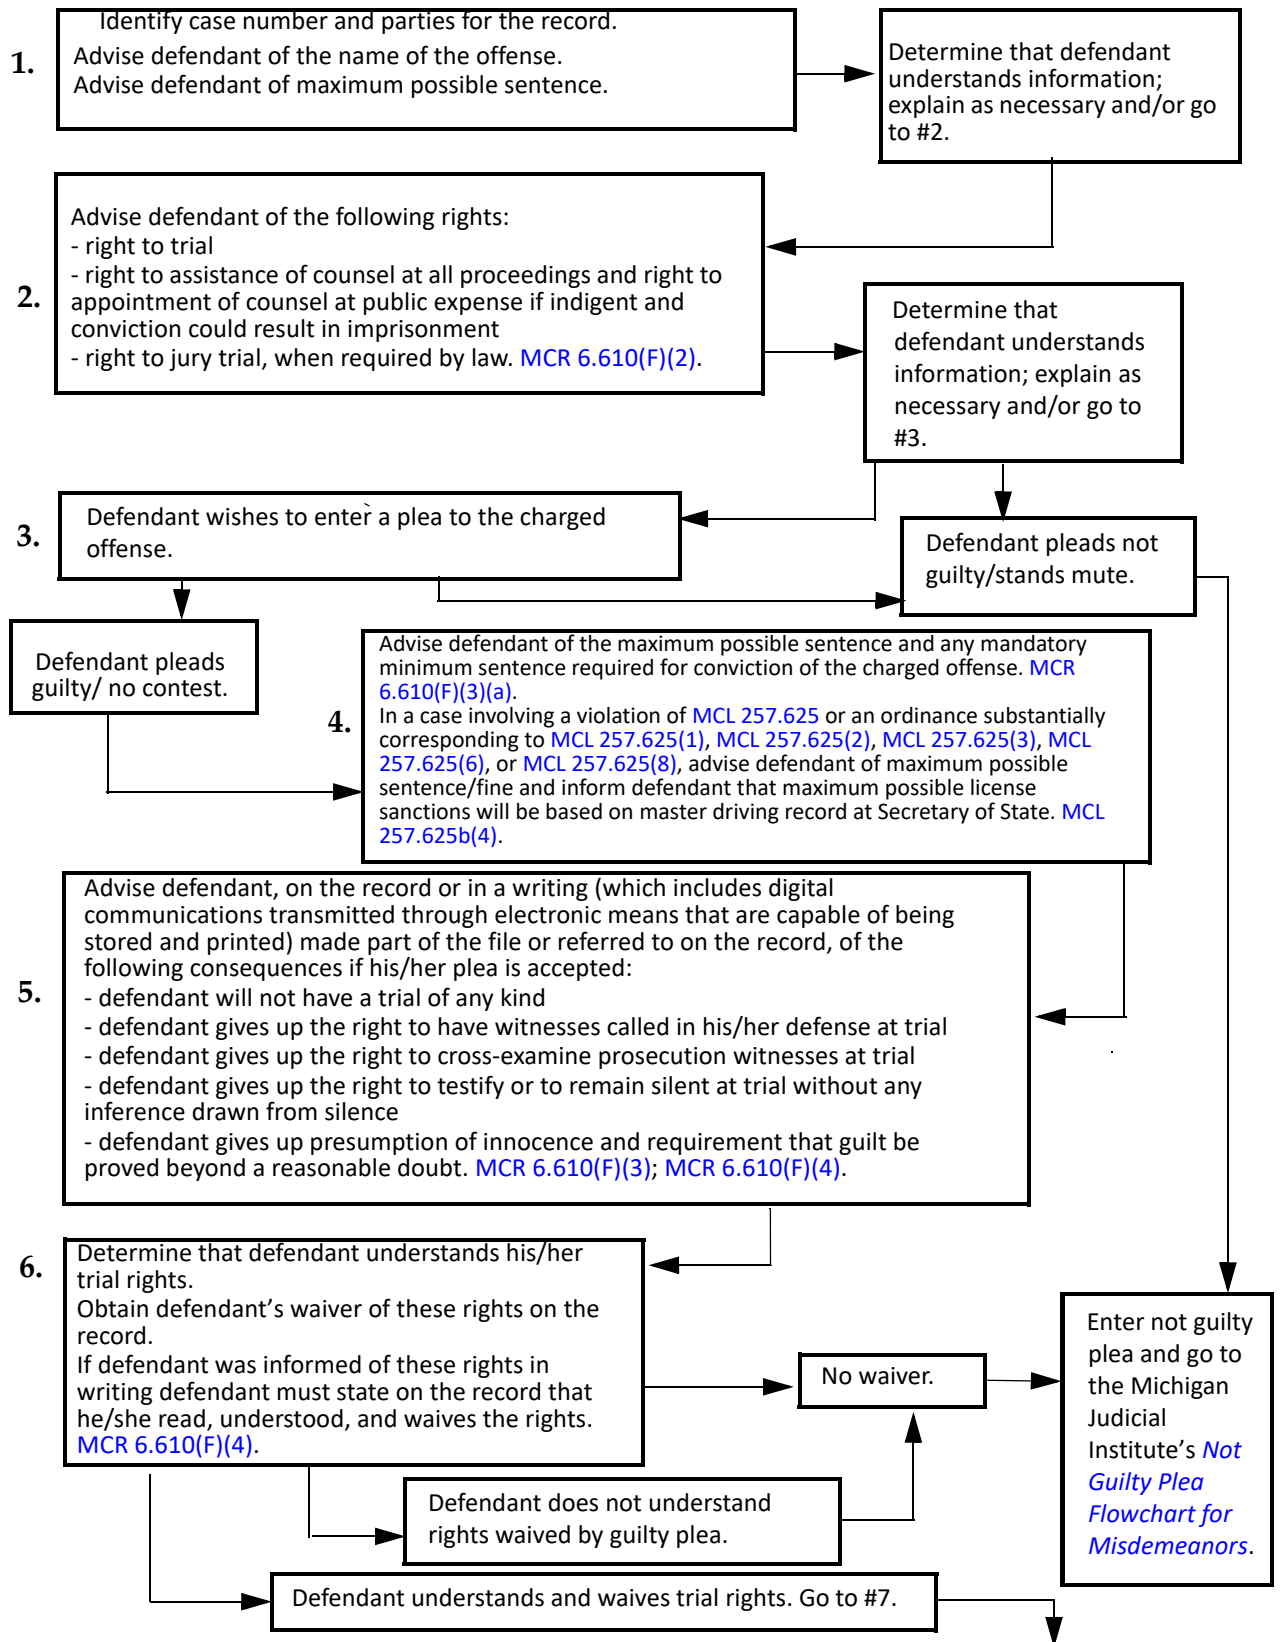 Identify case number and parties for the record.
1.
Advise defendant of the name of the offense.
Advise defendant of maximum possible sentence.
Determine that defendant
understands information;
explain as necessary and/or go
to #2.
2.
Advise defendant of the following rights:
- right to trial
- right to assistance of counsel at all proceedings and right to
appointment of counsel at public expense if indigent and
conviction could result in imprisonment
- right to jury trial, when required by law. MCR 6.610(F)(2).
Determine that
defendant understands
information; explain as
necessary and/or go to
#3.
3.
Defendant wishes to enter a plea to the charged
offense.
Defendant pleads not
guilty/stands mute.
Defendant pleads
guilty/ no contest.
4.
Advise defendant of the maximum possible sentence and any mandatory
minimum sentence required for conviction of the charged offense. MCR
6.610(F)(3)(a).
In a case involving a violation of MCL 257.625 or an ordinance substantially
corresponding to MCL 257.625(1), MCL 257.625(2), MCL 257.625(3), MCL
257.625(6), or MCL 257.625(8), advise defendant of maximum possible
sentence/fine and inform defendant that maximum possible license
sanctions will be based on master driving record at Secretary of State. MCL
257.625b(4).
5.
Advise defendant, on the record or in a writing (which includes digital
communications transmitted through electronic means that are capable of being
stored and printed) made part of the file or referred to on the record, of the
following consequences if his/her plea is accepted:
- defendant will not have a trial of any kind
- defendant gives up the right to have witnesses called in his/her defense at trial
- defendant gives up the right to cross-examine prosecution witnesses at trial
- defendant gives up the right to testify or to remain silent at trial without any
inference drawn from silence
- defendant gives up presumption of innocence and requirement that guilt be
proved beyond a reasonable doubt. MCR 6.610(F)(3); MCR 6.610(F)(4).
6.
Determine that defendant understands his/her
trial rights.
Obtain defendant’s waiver of these rights on the
record.
If defendant was informed of these rights in
writing defendant must state on the record that
he/she read, understood, and waives the rights.
MCR 6.610(F)(4).
No waiver.
Enter not guilty
plea and go to
the Michigan
Judicial
Institute’s Not
Guilty Plea
Flowchart for
Misdemeanors.
Defendant does not understand
rights waived by guilty plea.
Defendant understands and waives trial rights. Go to #7.